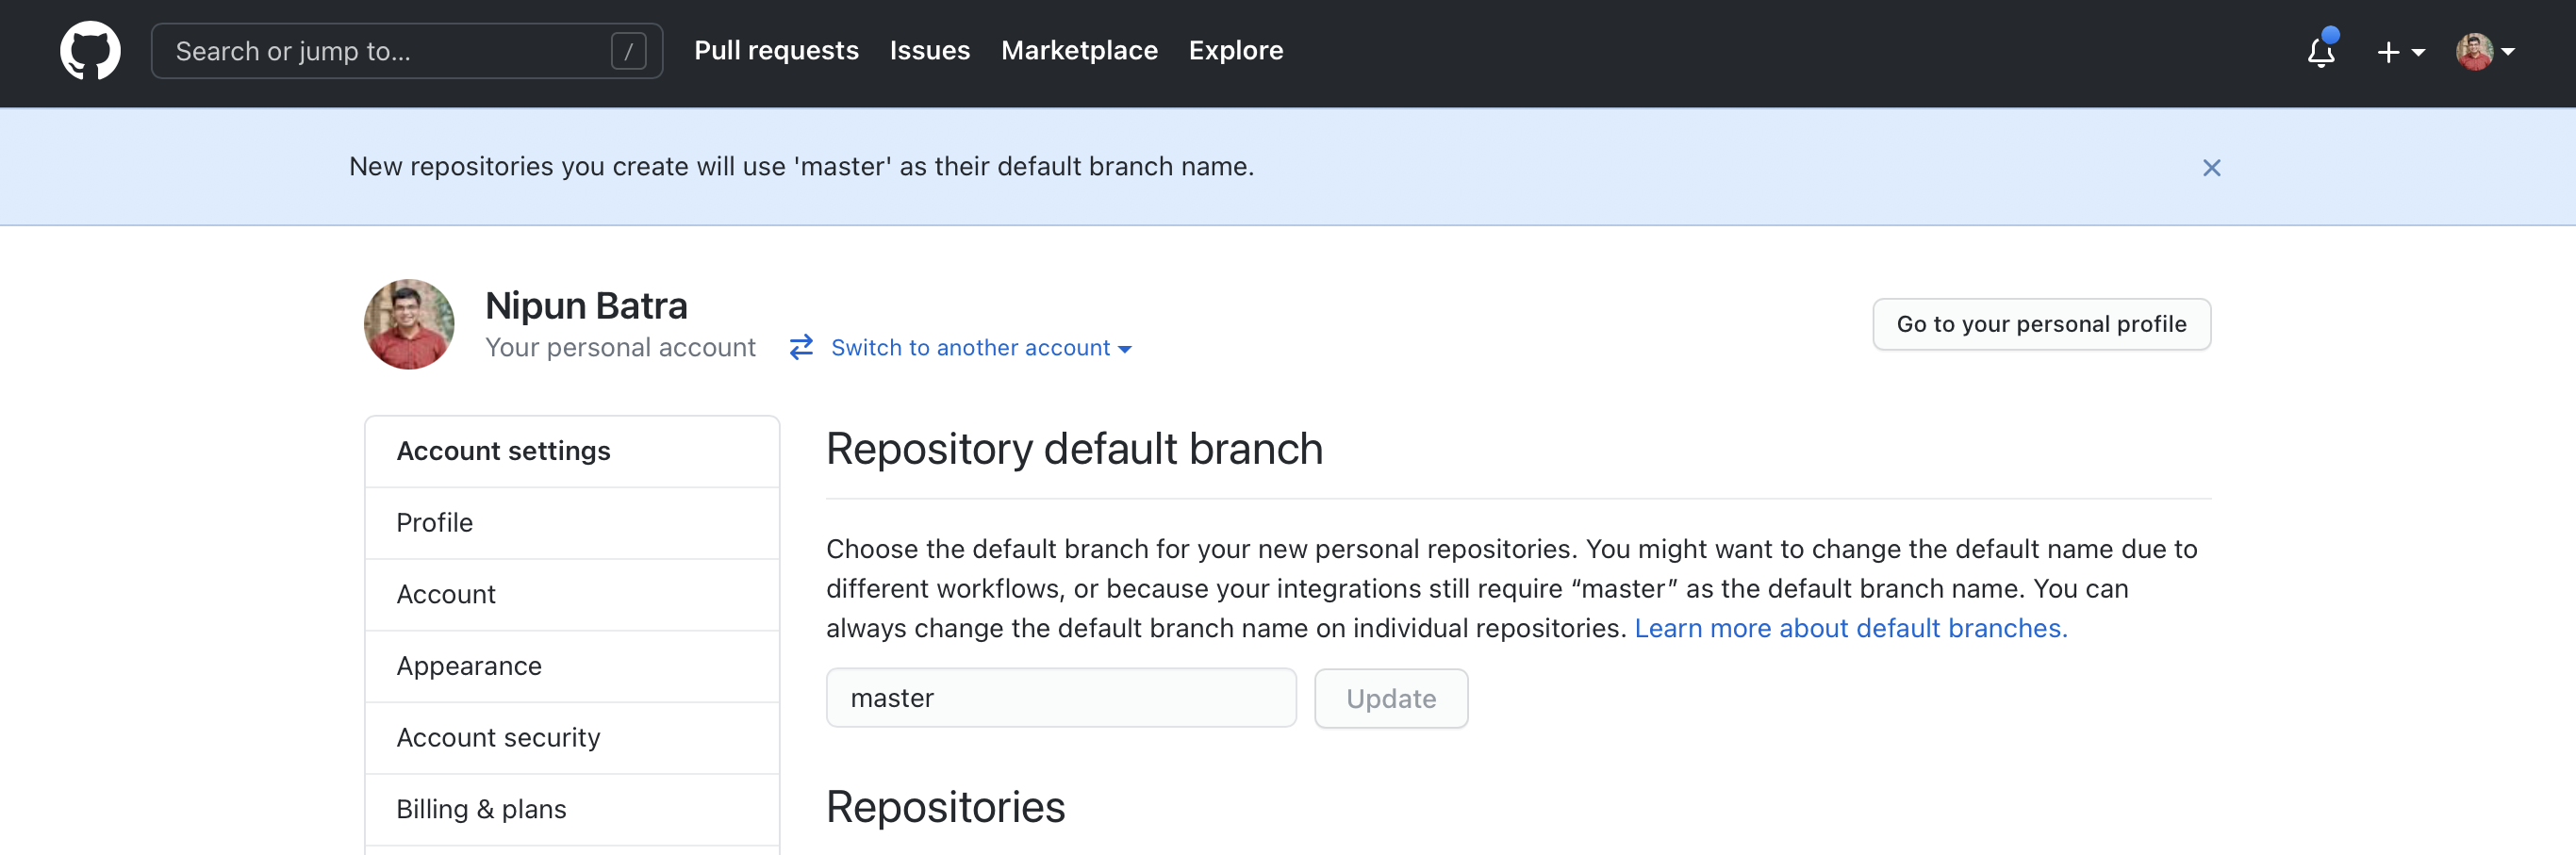 Search or jump to...
/
Pull requests
Issues
Marketplace
Explore
New repositories you create will use 'master' as their default branch name.
Nipun Batra
Your personal account
Switch to another account
Go to your personal profile
Account settings
Profile
Account
Appearance
Account security
Billing & plans
Repository default branch
Choose the default branch for your new personal repositories. You might want to change the default name due to
different workflows, or because your integrations still require “master” as the default branch name. You can
always change the default branch name on individual repositories. Learn more about default branches.
master
Update
Repositories